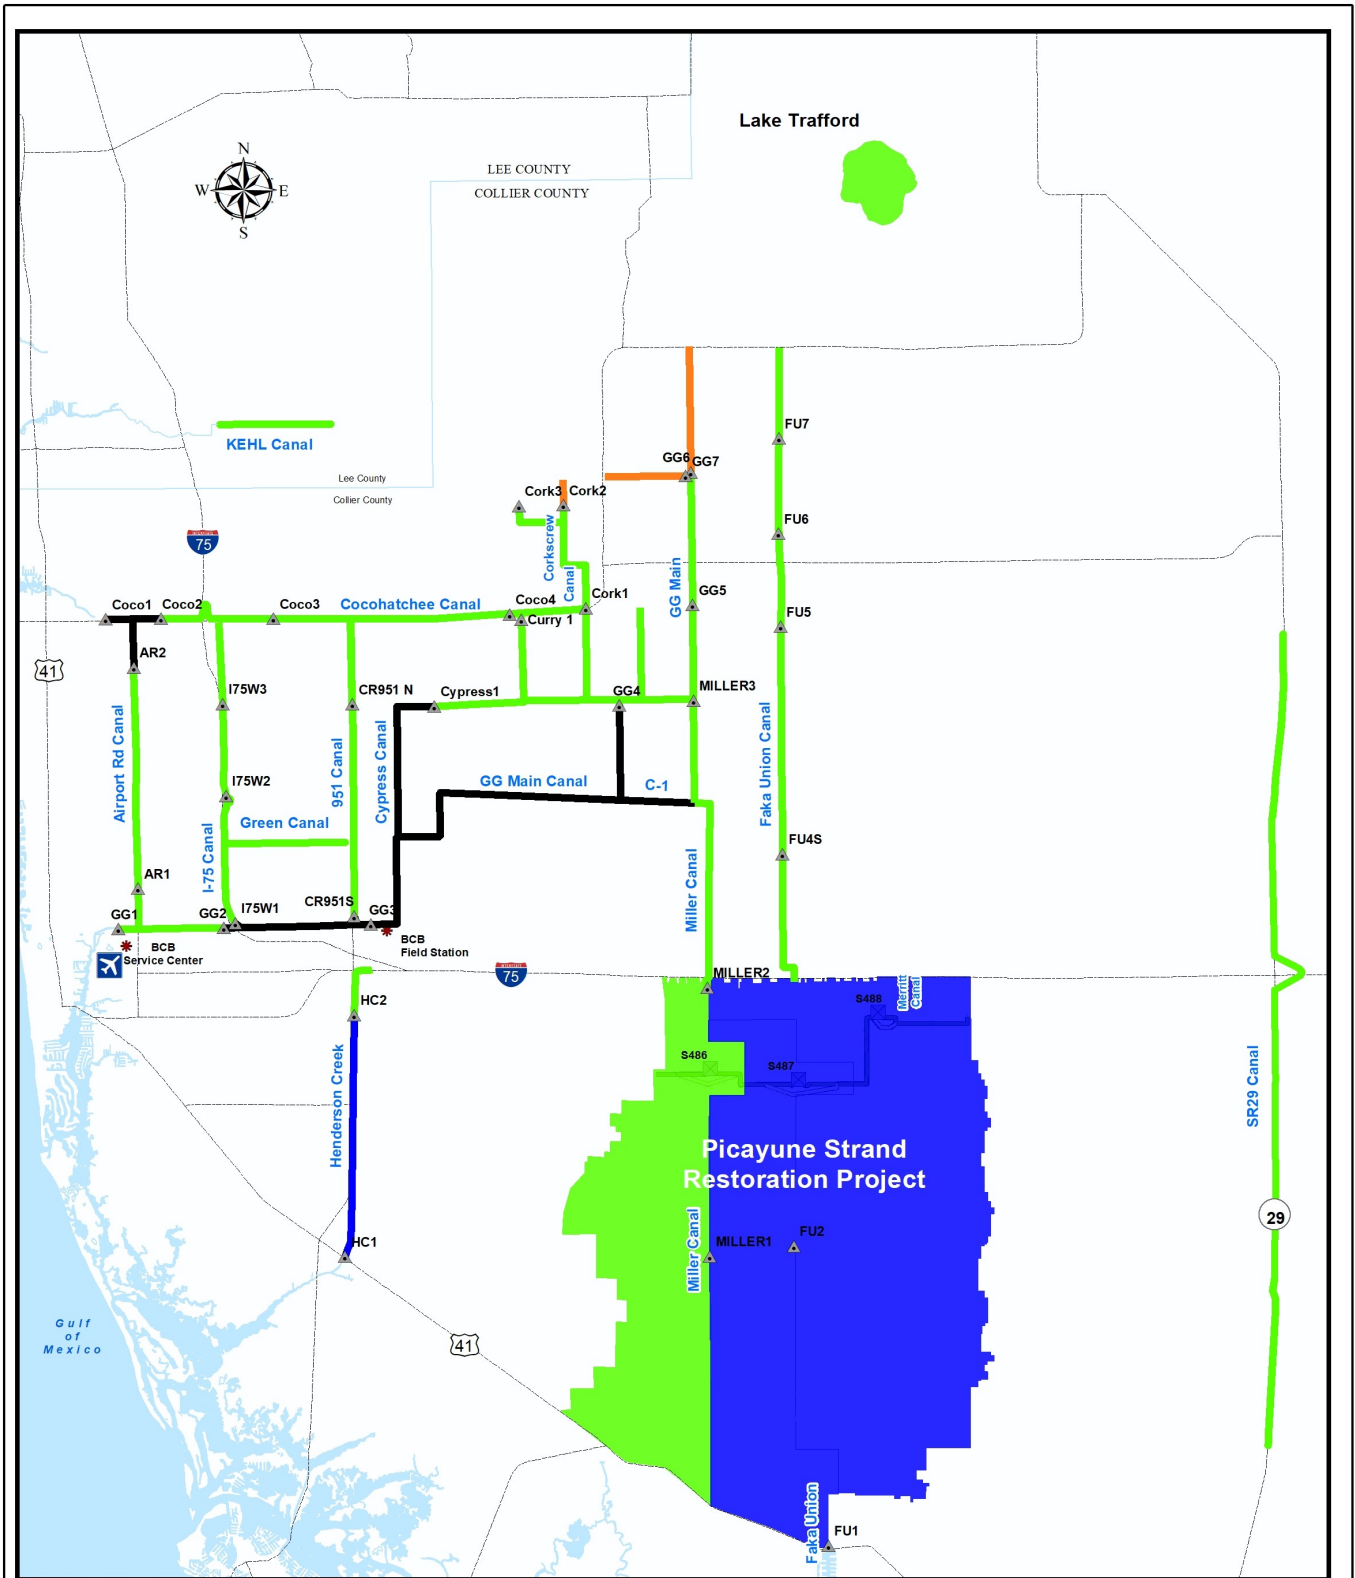 Lake Trafford
N
W
E
S
LEE COUNTY
COLLIER COUNTY
FU7
KEHL Canal
GG6
GG7
Lee County
Collier County
Cork3
Cork2
FU6
75
Corkscrew
Canal
GG Main
Coco1
Coco2
Coco3
Cocohatchee Canal
Coco4
Cork1
GG5
Curry 1
FU5
AR2
41
I75W3
CR951 N
Cypress1
GG4
MILLER3
Airport Rd Canal
951 Canal
Cypress Canal
Faka Union Canal
I75W2
GG Main Canal
C-1
Green Canal
I-75 Canal
FU4S
Miller Canal
AR1
CR951S
GG1
GG2
I75W1
GG3
BCB
Service Center
BCB
Field Station
75
MILLER2
HC2
S488
Merritt
Canal
S486
S487
Henderson Creek
SR29 Canal
Picayune Strand
Restoration Project
29
Miller Canal
MILLER1
FU2
HC1
Gulf
of
Mexico
41
Faka Union
FU1